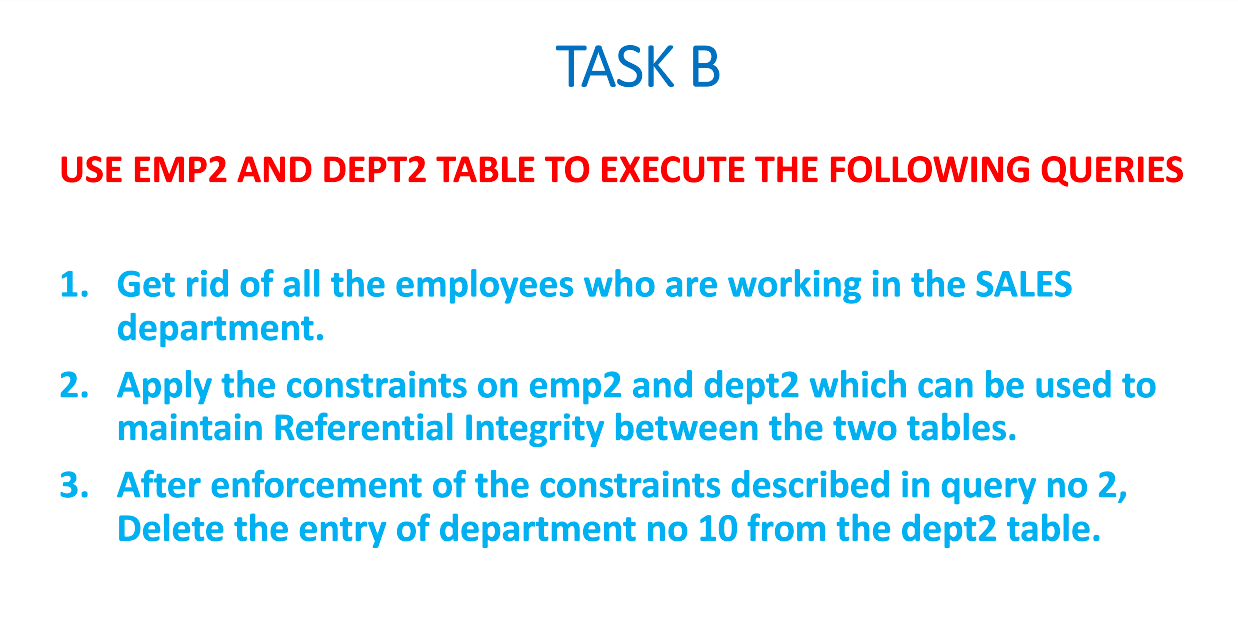 TASK B
USE EMP2 AND DEPT2 TABLE TO EXECUTE THE FOLLOWING QUERIES
1. Get rid of all the employees who are working in the SALES
department.
2. Apply the constraints on emp2 and dept2 which can be used to
maintain Referential Integrity between the two tables.
3. After enforcement of the constraints described in query no 2,
Delete the entry of department no 10 from the dept2 table.